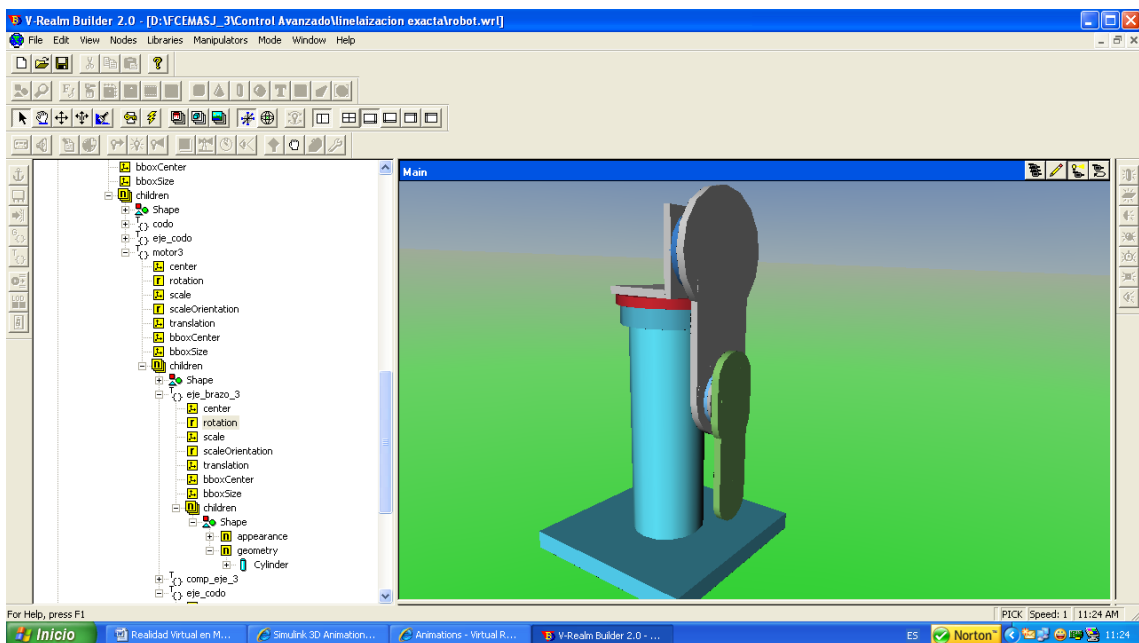 V-Realm Builder 2.0 - [D:\FCEMASJ_3\Control Avanzado\linelaizacion exacta\robot.wrl]
File Edit View Nodes Libraries Manipulators Mode Window Help
bboxCenter
bboxSize
children
Shape
codo
eje_codo
motor3
center
rotation
scale
scaleOrientation
translation
bboxCenter
bboxSize
children
Shape
eje_brazo_3
center
rotation
scale
scaleOrientation
translation
bboxCenter
bboxSize
children
Shape
appearance
geometry
Cylinder
comp_eje_3
eje_codo
Main
For Help, press F1
PICK Speed: 1 11:24 AM
Inicio
Realidad Virtual en M...
Simulink 3D Animation...
Animations - Virtual R...
V-Realm Builder 2.0 - ...
ES
Norton
11:24